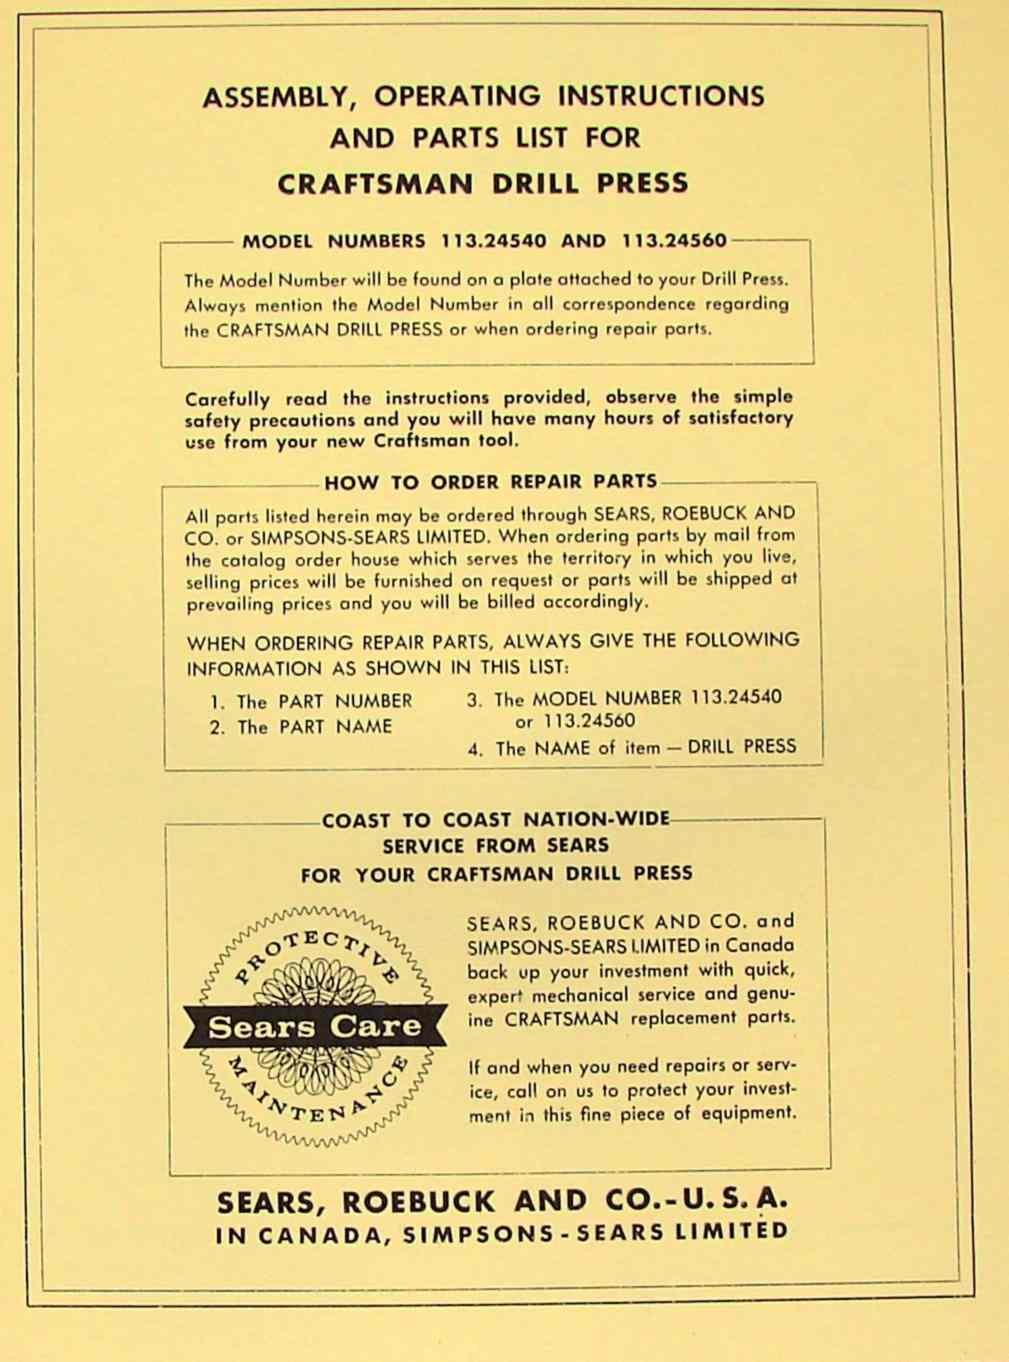 ASSEMBLY, OPERATING INSTRUCTIONS
AND PARTS LIST FOR
CRAFTSMAN DRILL PRESS
MODEL NUMBERS 113.24540 AND 113.24560
The Model Number will be found on a plate attached to your Drill Press.
Always mention the Model Number in all correspondence regarding
the CRAFTSMAN DRILL PRESS or when ordering repair parts.
Carefully read the instructions provided, observe the simple
safety precautions and you will have many hours of satisfactory
use from your new Craftsman tool.
HOW TO ORDER REPAIR PARTS
All parts listed herein may be ordered through SEARS, ROEBUCK AND
CO. or SIMPSONS-SEARS LIMITED. When ordering parts by mail from
the catalog order house which serves the territory in which you live,
selling prices will be furnished on request or parts will be shipped at
prevailing prices and you will be billed accordingly.
WHEN ORDERING REPAIR PARTS, ALWAYS GIVE THE FOLLOWING
INFORMATION AS SHOWN IN THIS LIST:
1. The PART NUMBER
2. The PART NAME
3. The MODEL NUMBER 113.24540
or 113.24560
4. The NAME of item — DRILL PRESS
COAST TO COAST NATION-WIDE
SERVICE FROM SEARS
FOR YOUR CRAFTSMAN DRILL PRESS
PROTECTIVE
Sears Care
MAINTENANCE
SEARS, ROEBUCK AND CO. and
SIMPSONS-SEARS LIMITED in Canada
back up your investment with quick,
expert mechanical service and genu-
ine CRAFTSMAN replacement parts.
If and when you need repairs or serv-
ice, call on us to protect your invest-
ment in this fine piece of equipment.
SEARS, ROEBUCK AND CO.-U.S.A.
IN CANADA, SIMPSONS-SEARS LIMITED